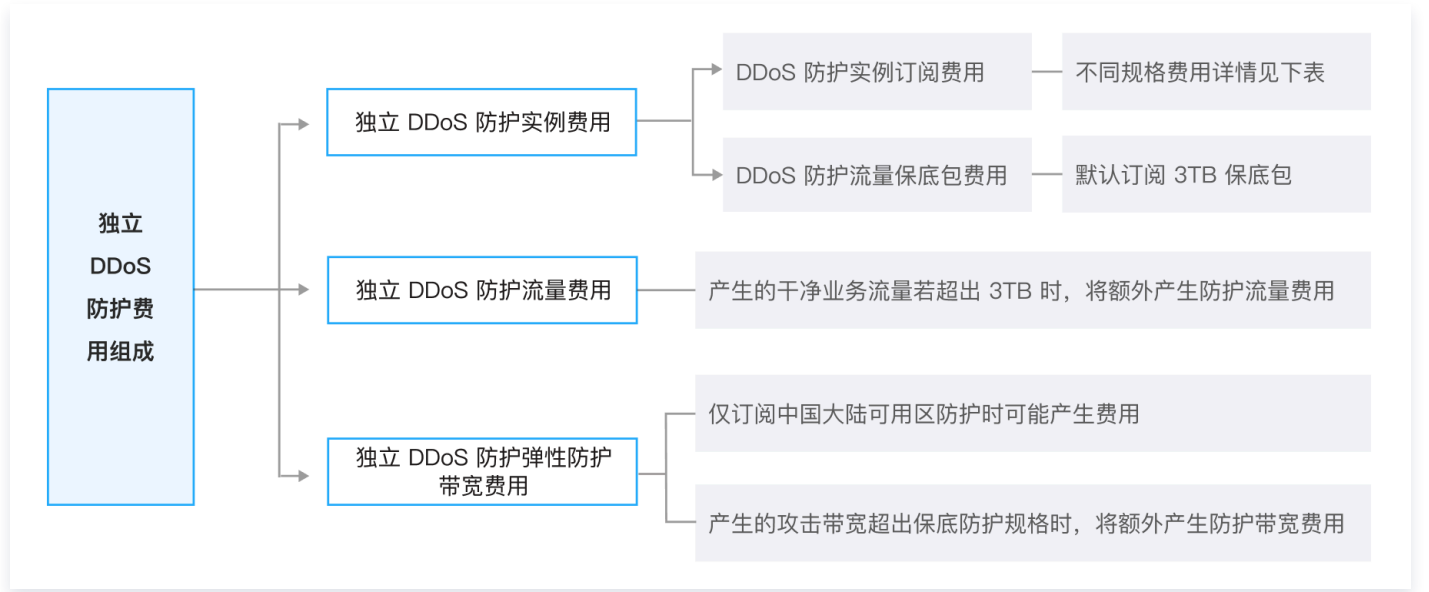 独立
DDoS
防护费
用组成
独立 DDoS 防护实例费用
DDoS 防护实例订阅费用
不同规格费用详情见下表
DDoS 防护流量保底包费用
默认订阅 3TB 保底包
独立 DDoS 防护流量费用
产生的干净业务流量若超出 3TB 时，将额外产生防护流量费用
独立 DDoS 防护弹性防护
带宽费用
仅订阅中国大陆可用区防护时可能产生费用
产生的攻击带宽超出保底防护规格时，将额外产生防护带宽费用